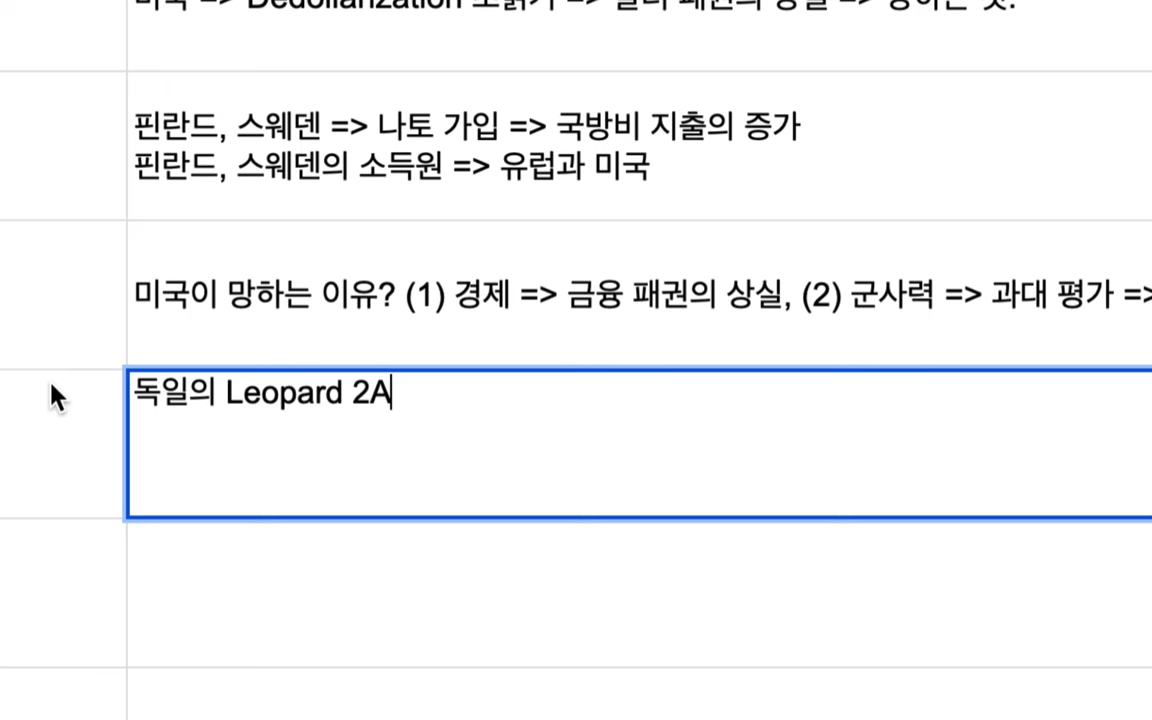 미국 => Dedollarization
핀란드, 스웨덴 => 나토 가입 => 국방비 지출의 증가
핀란드, 스웨덴의 소득원 => 유럽과 미국
미국이 망하는 이유? (1) 경제 => 금융 패권의 상실, (2) 군사력 => 과대 평가 =>
독일의 Leopard 2A